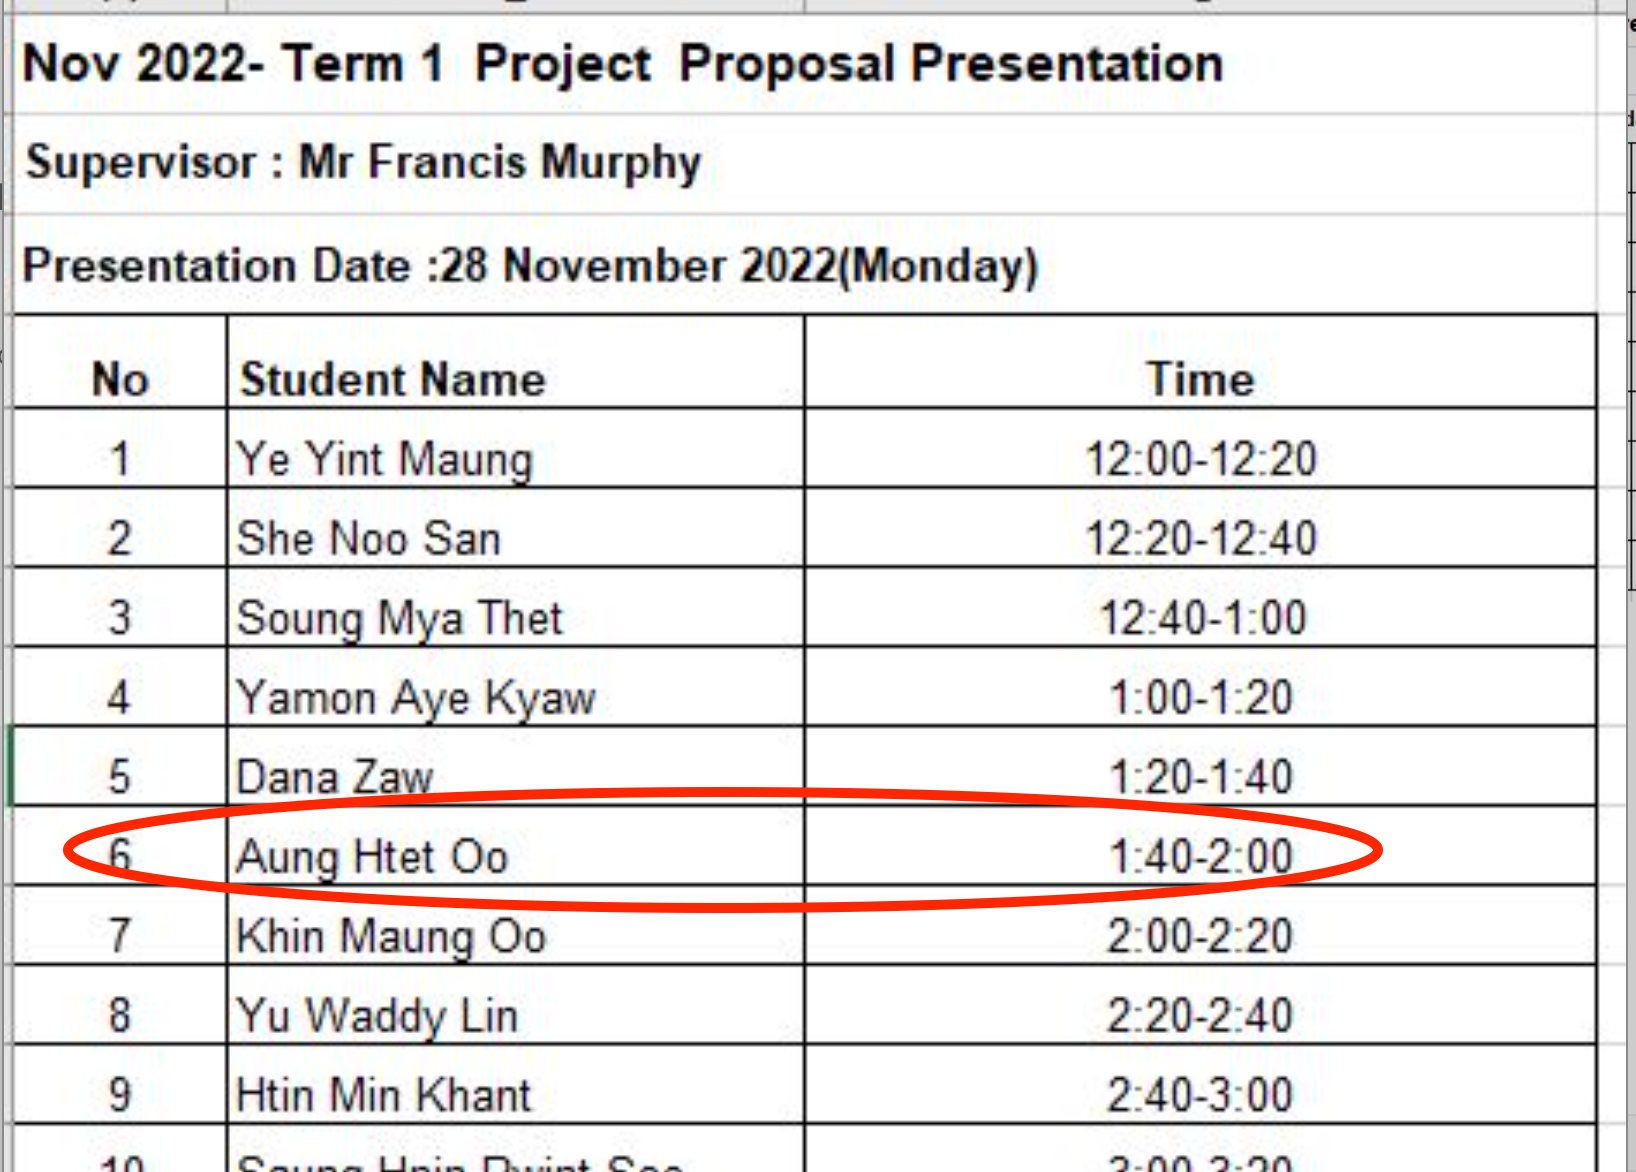 Nov 2022- Term 1 Project Proposal Presentation
Supervisor : Mr Francis Murphy
Presentation Date :28 November 2022(Monday)
No Student Name Time
1 Ye Yint Maung 12:00-12:20
2 She Noo San 12:20-12:40
3 Soung Mya Thet 12:40-1:00
4 Yamon Aye Kyaw 1:00-1:20
5 Dana Zaw 1:20-1:40
6 Aung Htet Oo 1:40-2:00
7 Khin Maung Oo 2:00-2:20
8 Yu Waddy Lin 2:20-2:40
9 Htin Min Khant 2:40-3:00
10 3:00-3:20